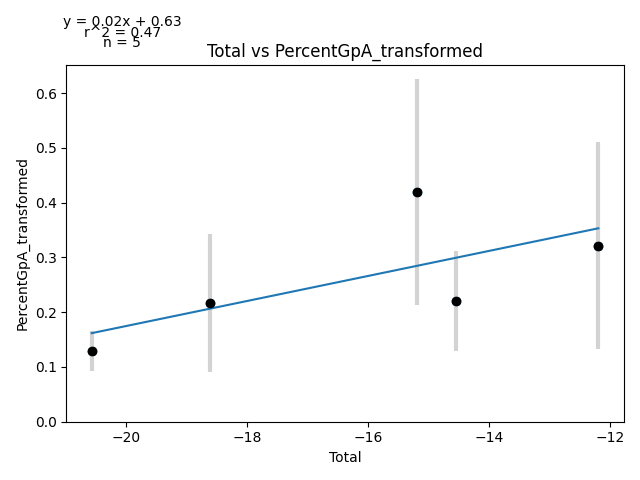 y = 0.02x + 0.63
r^2 = 0.47
n = 5
Total vs PercentGpA_transformed
PercentGpA_transformed
0.6
0.5
0.4
0.3
0.2
0.1
0.0
−20
−18
−16
−14
−12
Total